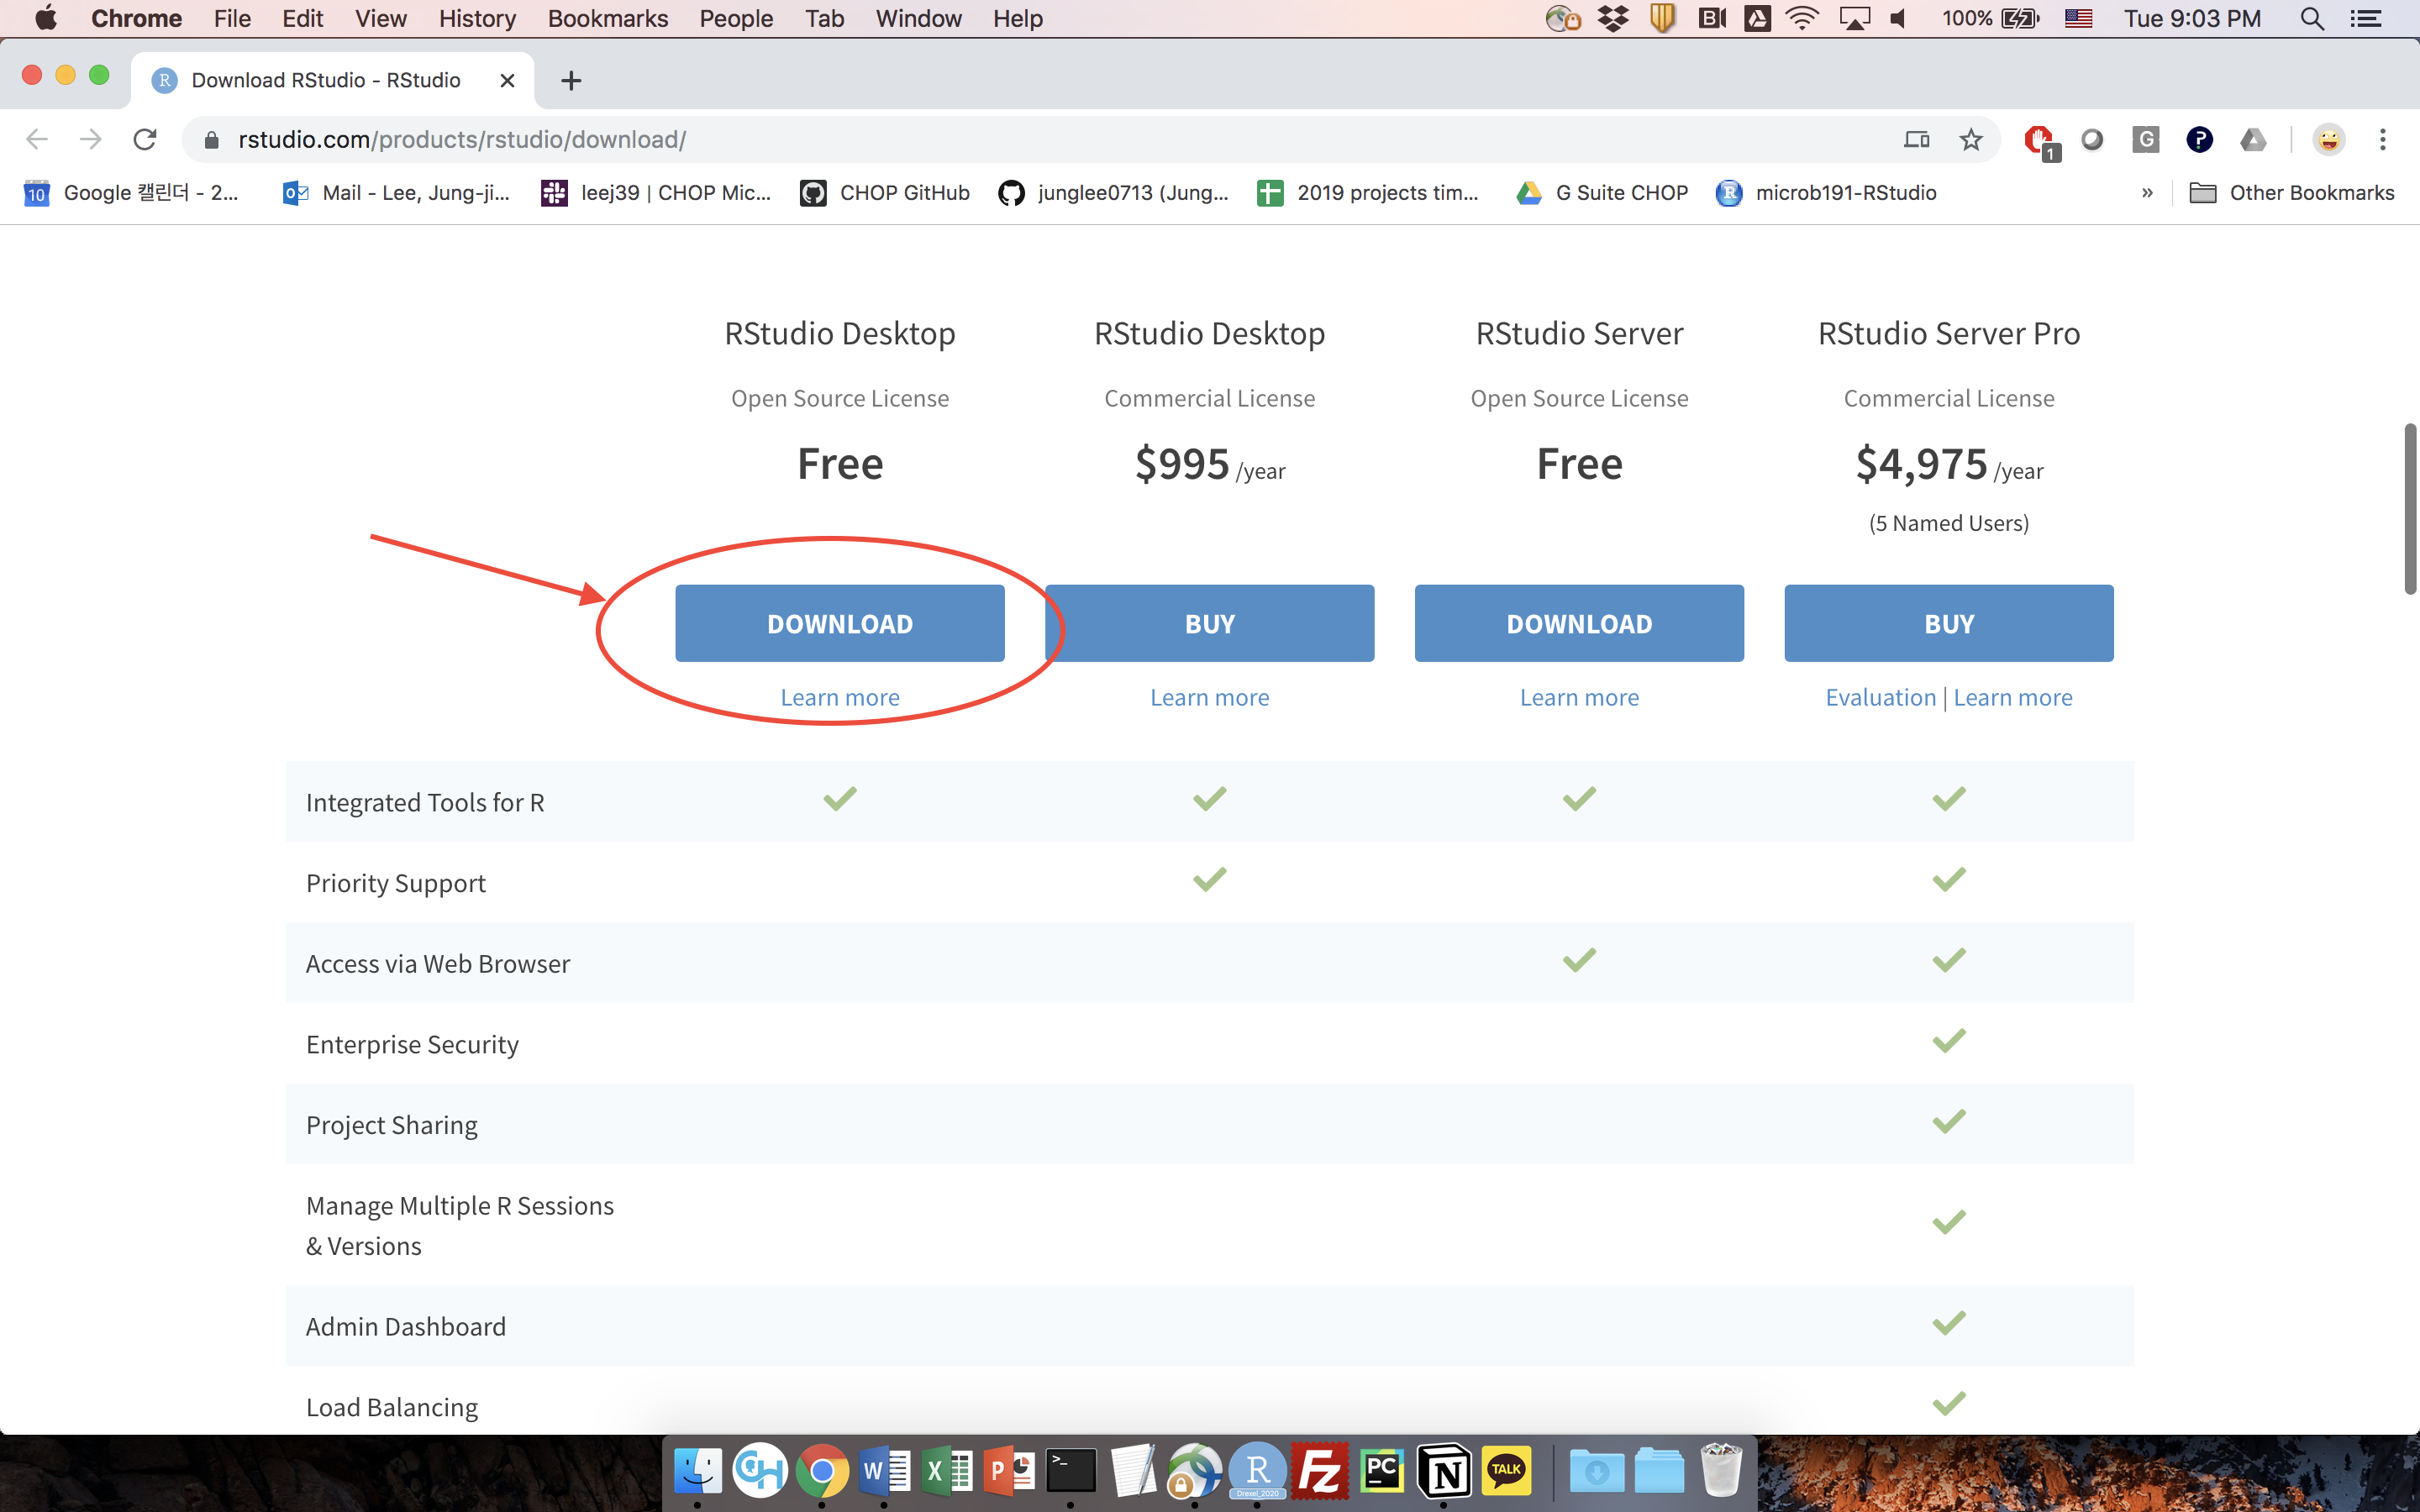 Chrome File Edit View History Bookmarks People Tab Window Help 100% Tue 9:03 PM
R Download RStudio - RStudio
rstudio.com/products/rstudio/download/ 1 G ?
10 Google 캘린더 - 2... Mail - Lee, Jung-ji... leej39 | CHOP Mic... CHOP GitHub junglee0713 (Jung... 2019 projects tim... G Suite CHOP R microb191-RStudio » Other Bookmarks
RStudio Desktop RStudio Desktop RStudio Server RStudio Server Pro
Open Source License Commercial License Open Source License Commercial License
Free $995 /year Free $4,975 /year
(5 Named Users)
DOWNLOAD BUY DOWNLOAD BUY
Learn more Learn more Learn more Evaluation | Learn more
Integrated Tools for R
Priority Support
Access via Web Browser
Enterprise Security
Project Sharing
Manage Multiple R Sessions
& Versions
Admin Dashboard
Load Balancing
W X P >_ R Drexel_2020 Fz PC N TALK